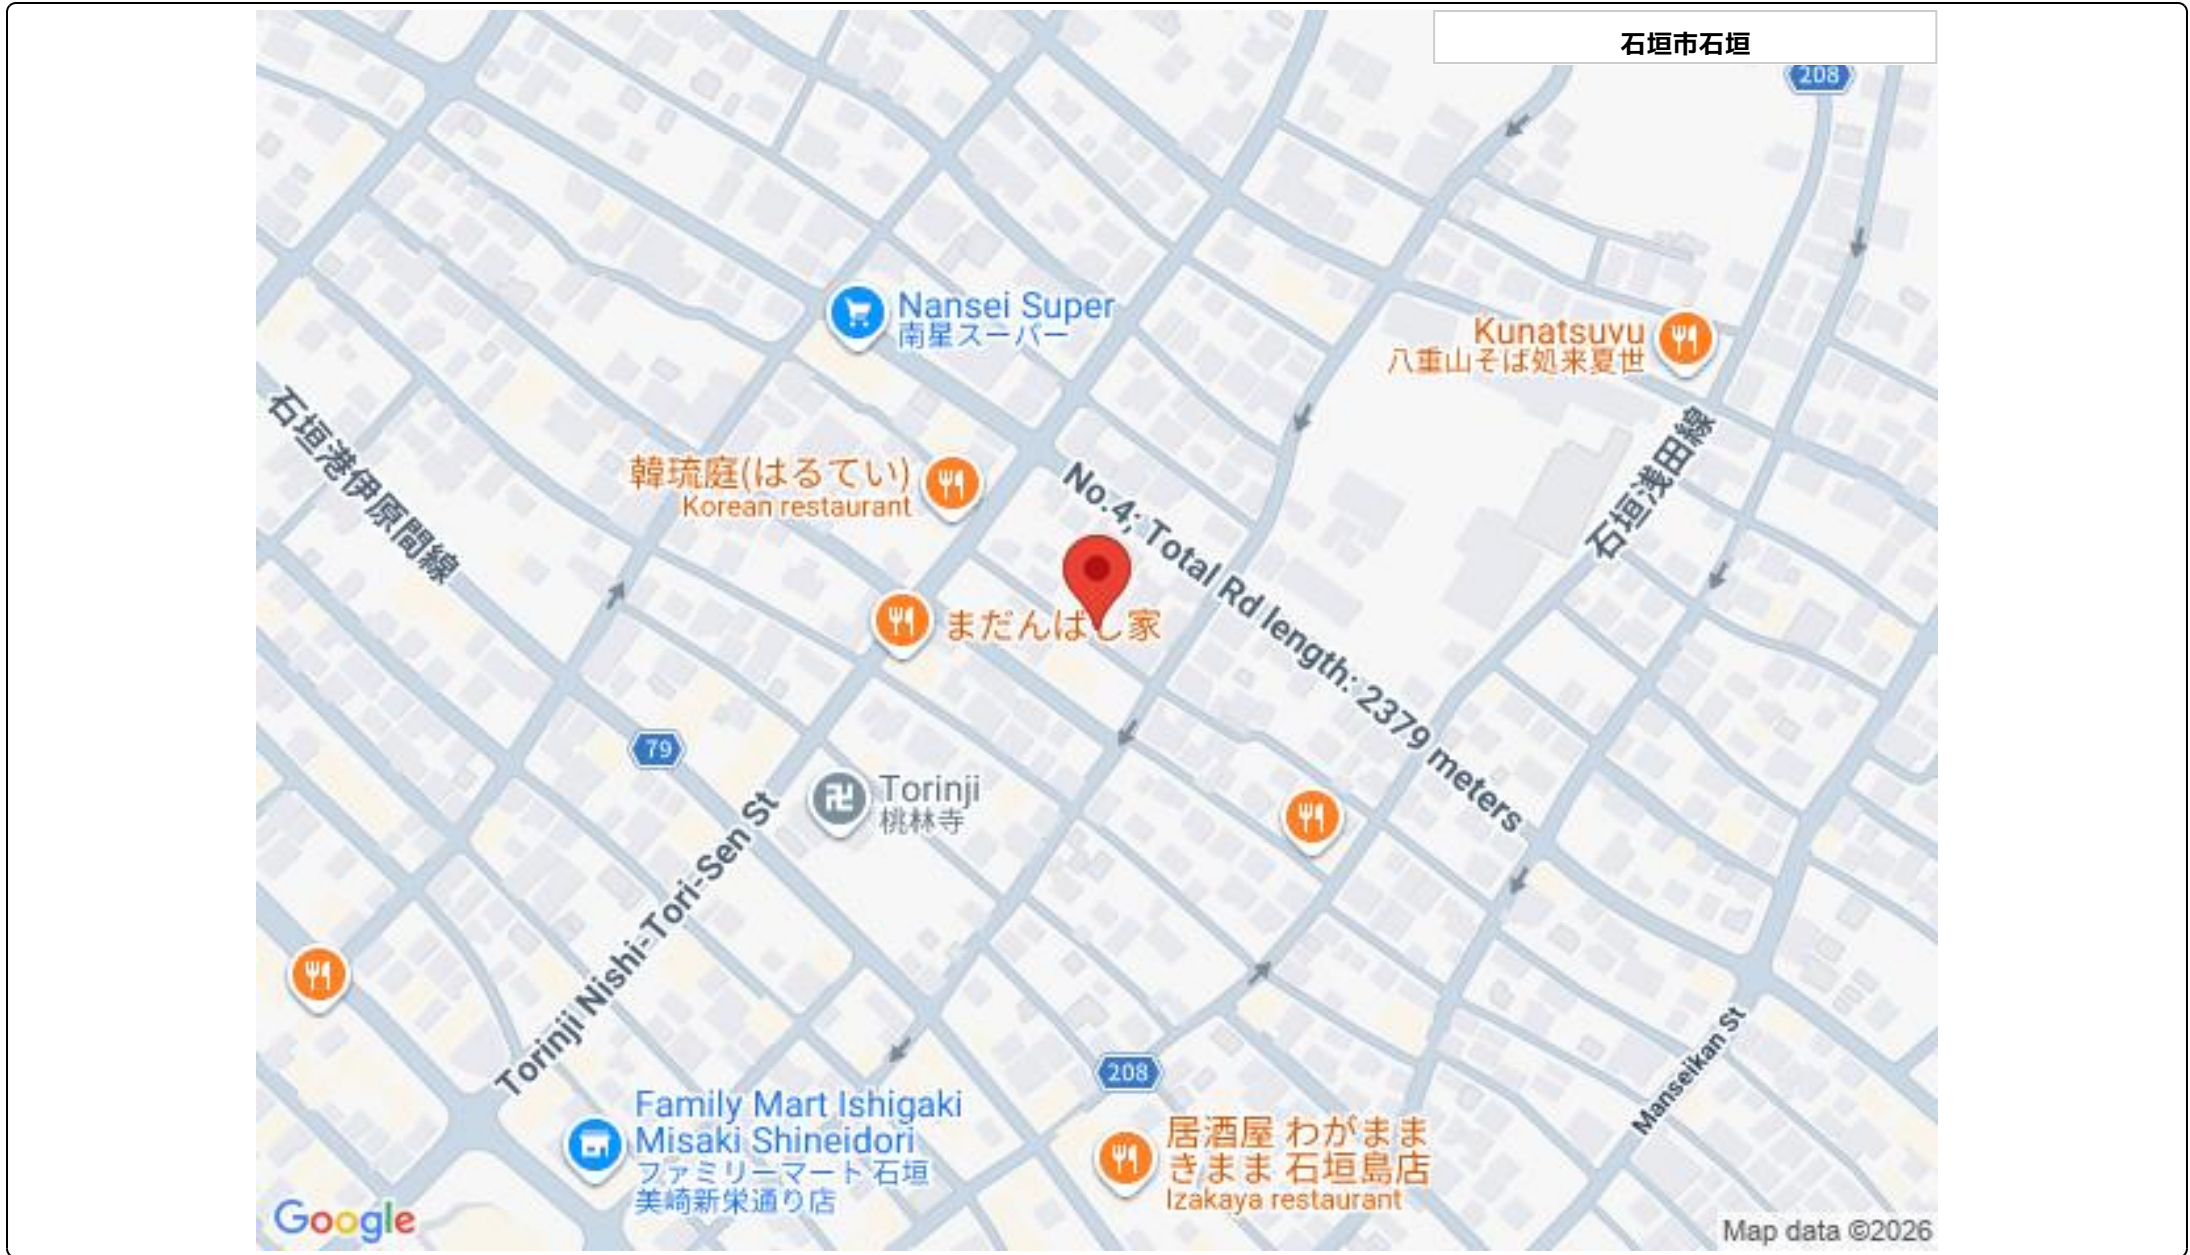 石垣市石垣
208
Nansei Super
南星スーパー
Kunatsuvu
八重山そば処来夏世
石垣港伊原間線
石垣浅田線
韓琉庭(はるてい)
Korean restaurant
No.4; Total Rd length: 2379 meters
まだんばし家
79
Torinji
桃林寺
Torinji Nishi-Tori-Sen St
208
Manseikan St
Family Mart Ishigaki
Misaki Shineidori
ファミリーマート 石垣
美崎新栄通り店
居酒屋 わがまま
きまま 石垣島店
Izakaya restaurant
Google
Map data ©2026